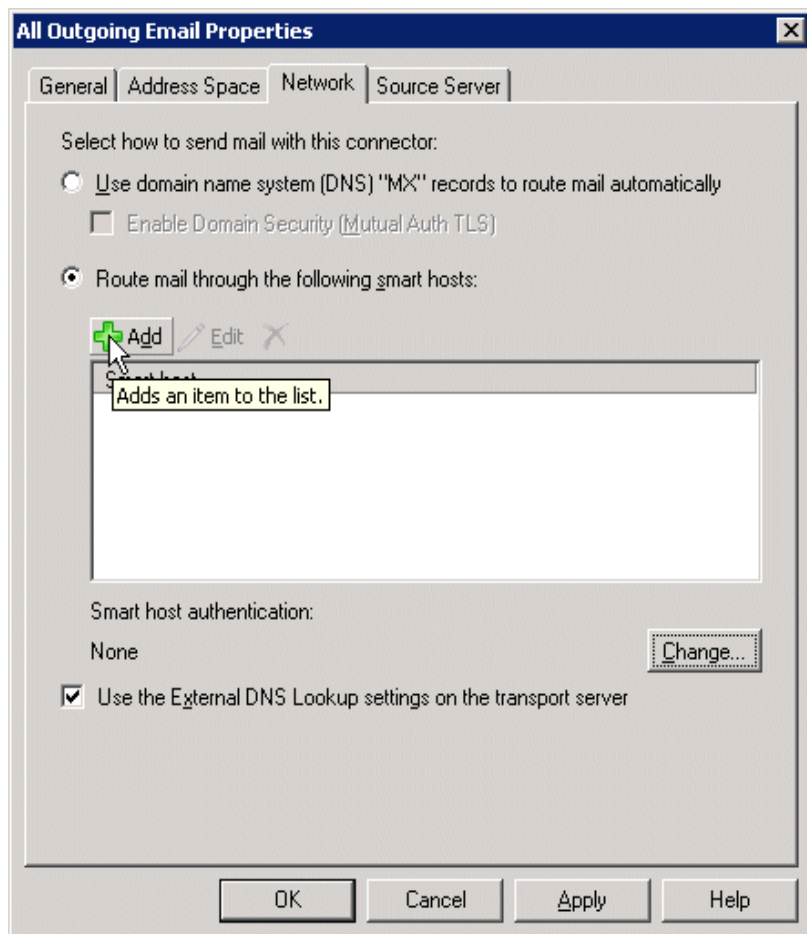 All Outgoing Email Properties
General Address Space Network Source Server
Select how to send mail with this connector:
Use domain name system (DNS) "MX" records to route mail automatically
Enable Domain Security (Mutual Auth TLS)
Route mail through the following smart hosts:
Add Edit
Adds an item to the list.
Smart host authentication:
None Change...
Use the External DNS Lookup settings on the transport server
OK Cancel Apply Help